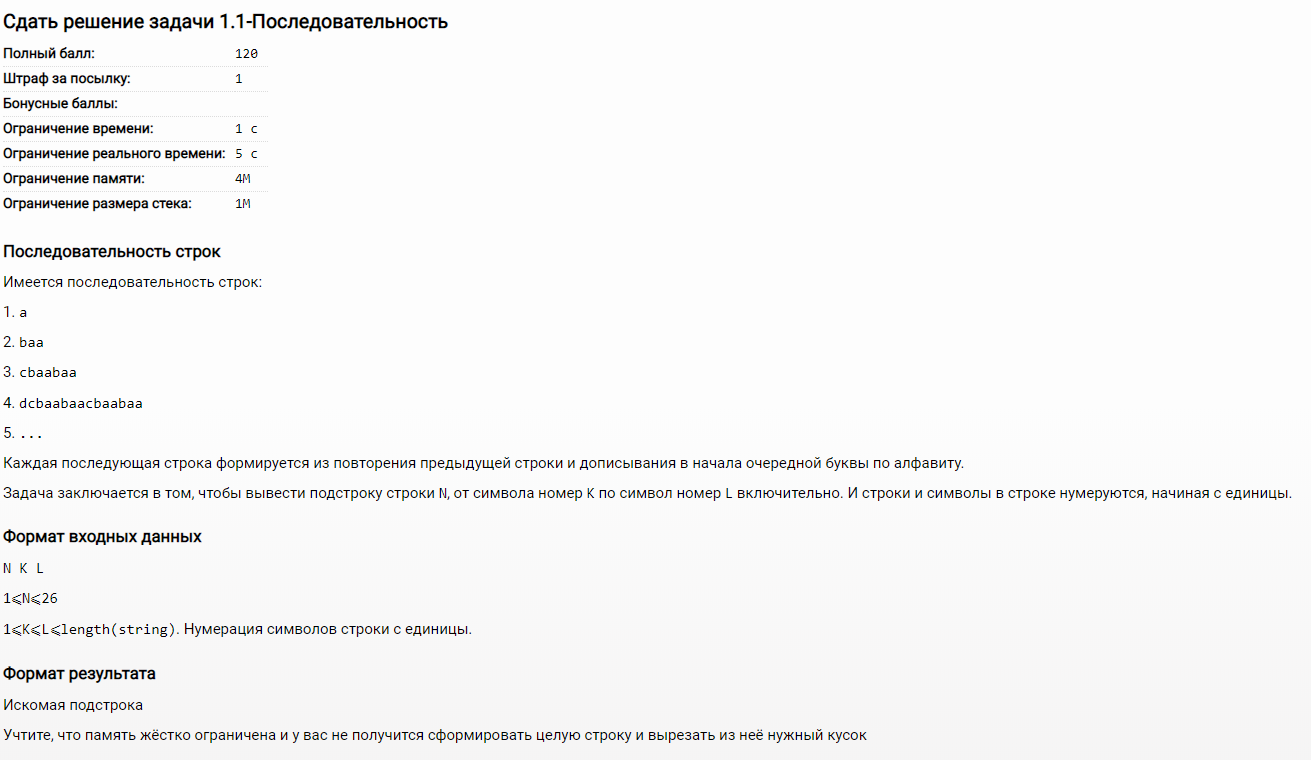 Сдать решение задачи 1.1-Последовательность
Полный балл: 120
Штраф за посылку: 1
Бонусные баллы:
Ограничение времени: 1 с
Ограничение реального времени: 5 с
Ограничение памяти: 4M
Ограничение размера стека: 1M
Последовательность строк
Имеется последовательность строк:
1. a
2. baa
3. cbaabaa
4. dcbaabaacbaabaa
5. ...
Каждая последующая строка формируется из повторения предыдущей строки и дописывания в начала очередной буквы по алфавиту.
Задача заключается в том, чтобы вывести подстроку строки N, от символа номер K по символ номер L включительно. И строки и символы в строке нумеруются, начиная с единицы.
Формат входных данных
N K L
1⩽N⩽26
1⩽K⩽L⩽length(string). Нумерация символов строки с единицы.
Формат результата
Искомая подстрока
Учтите, что память жёстко ограничена и у вас не получится сформировать целую строку и вырезать из неё нужный кусок